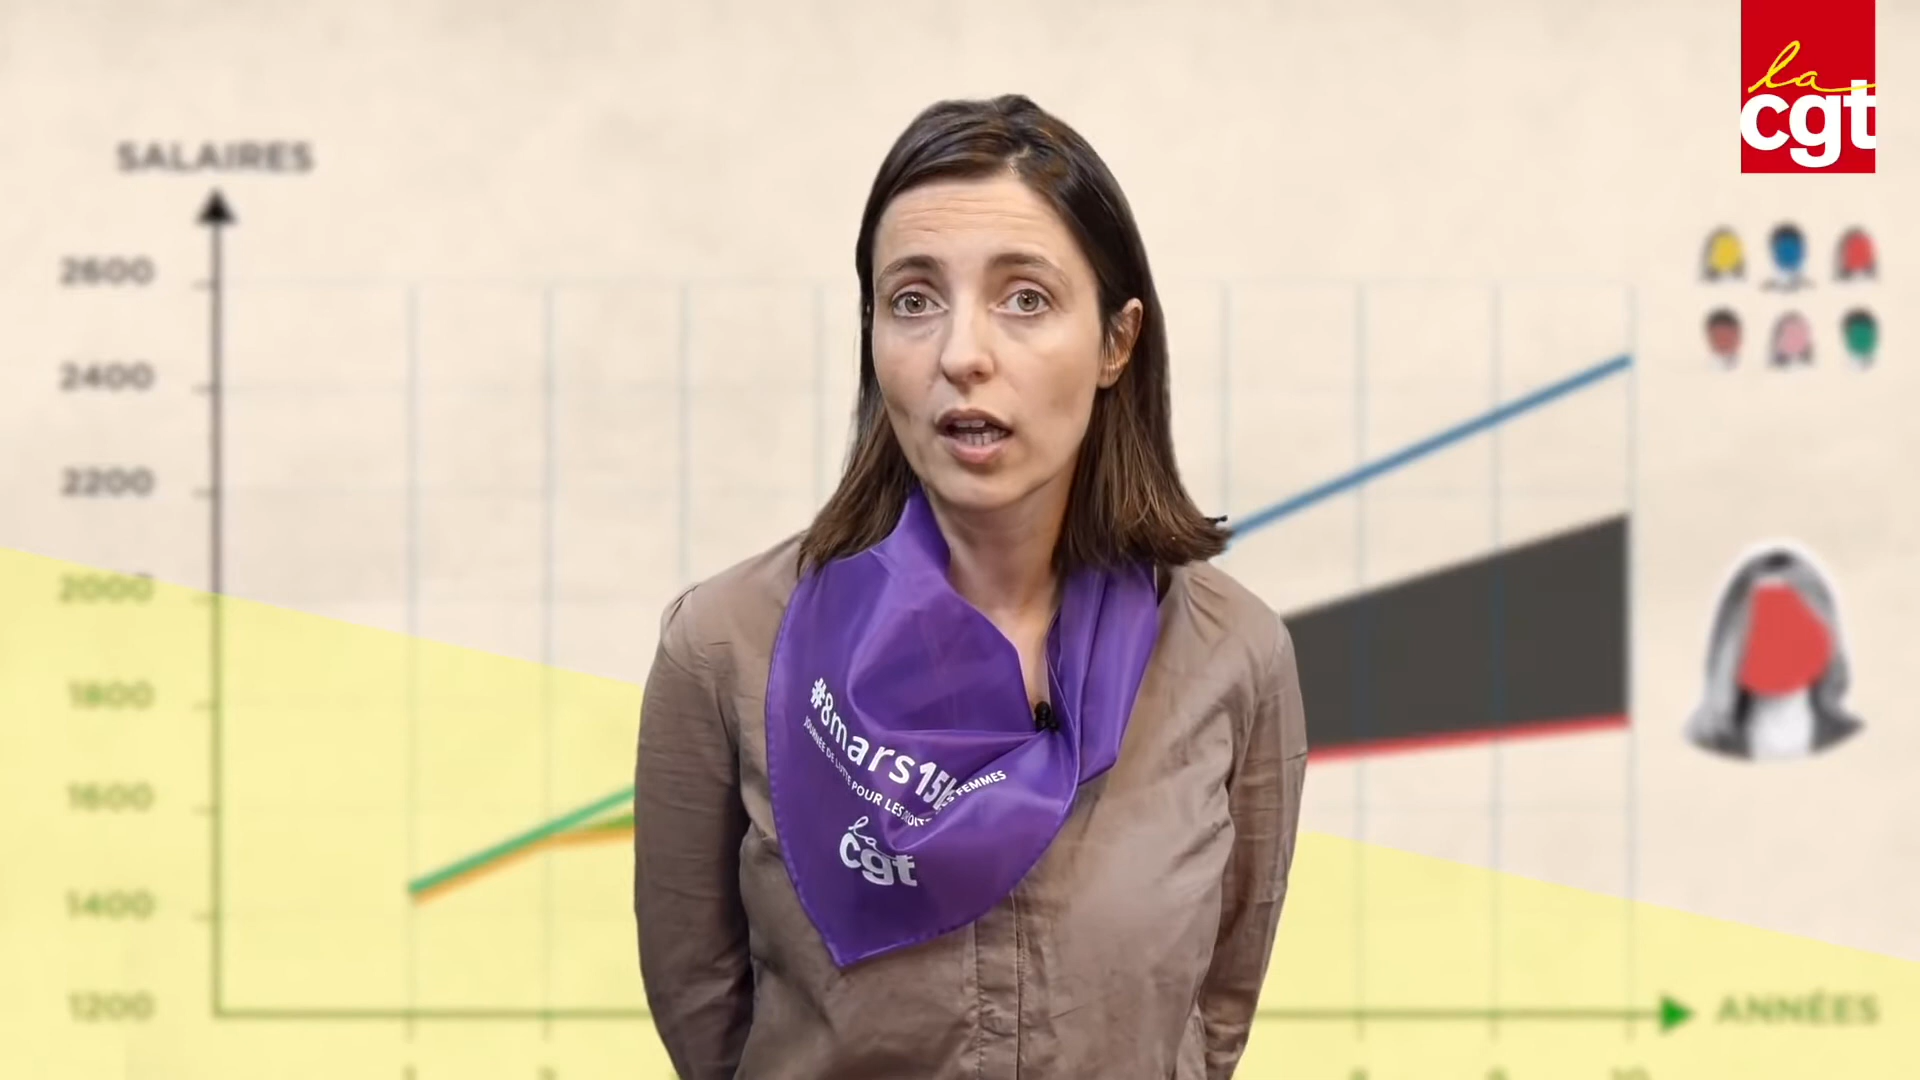 la
cgt
SALAIRES
2600
2400
2200
2000
1800
1600
1400
1200
ANNÉES
10
#8mars15h
JOURNÉE DE LUTTE POUR LES FEMMES
la
cgt